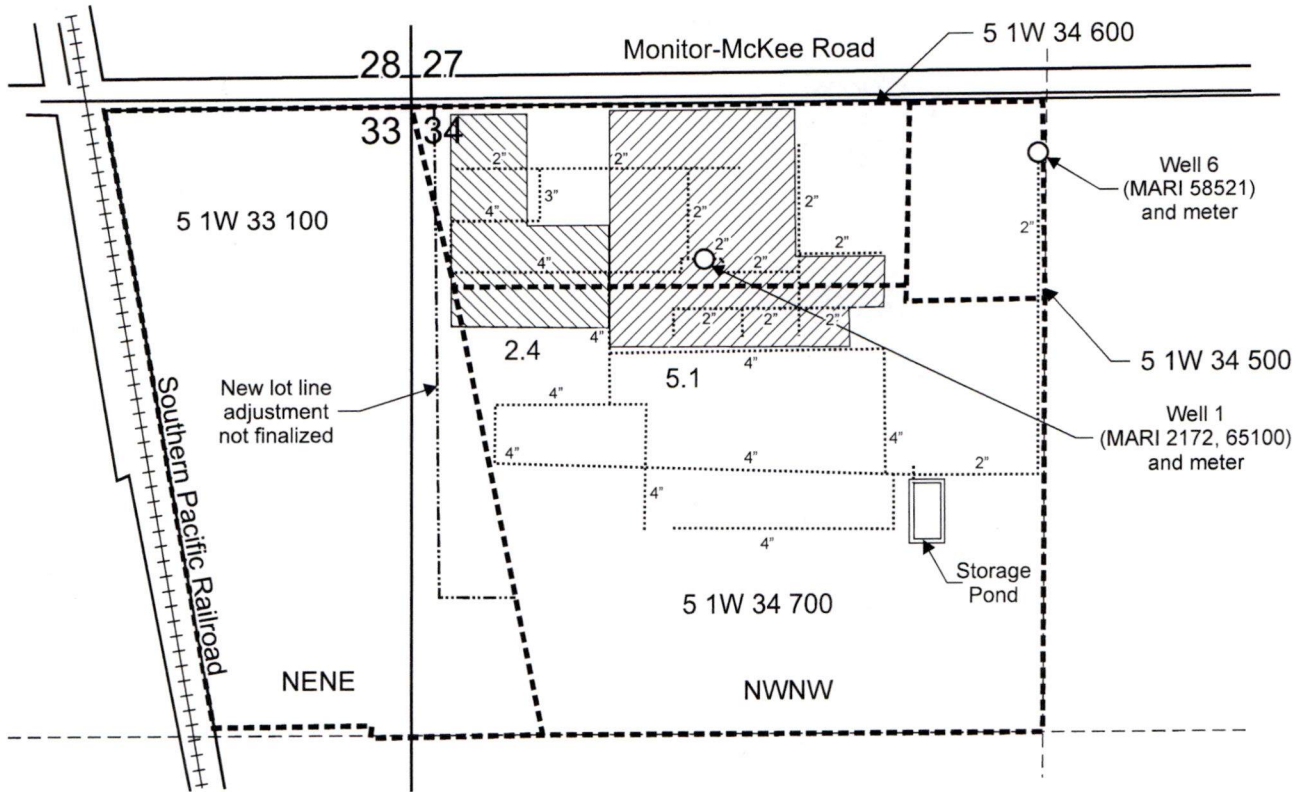 Monitor-McKee Road
5 1W 34 600
28 27
33 34
5 1W 33 100
2"
2"
3"
4"
2"
2"
2"
4"
2"
2"
Well 6
(MARI 58521)
and meter
2"
2"
2"
2"
4"
2.4
5.1
4"
5 1W 34 500
New lot line
adjustment
not finalized
Southern Pacific Railroad
Well 1
(MARI 2172, 65100)
and meter
4"
4"
4"
4"
2"
4"
4"
Storage
Pond
5 1W 34 700
NENE
NWNW